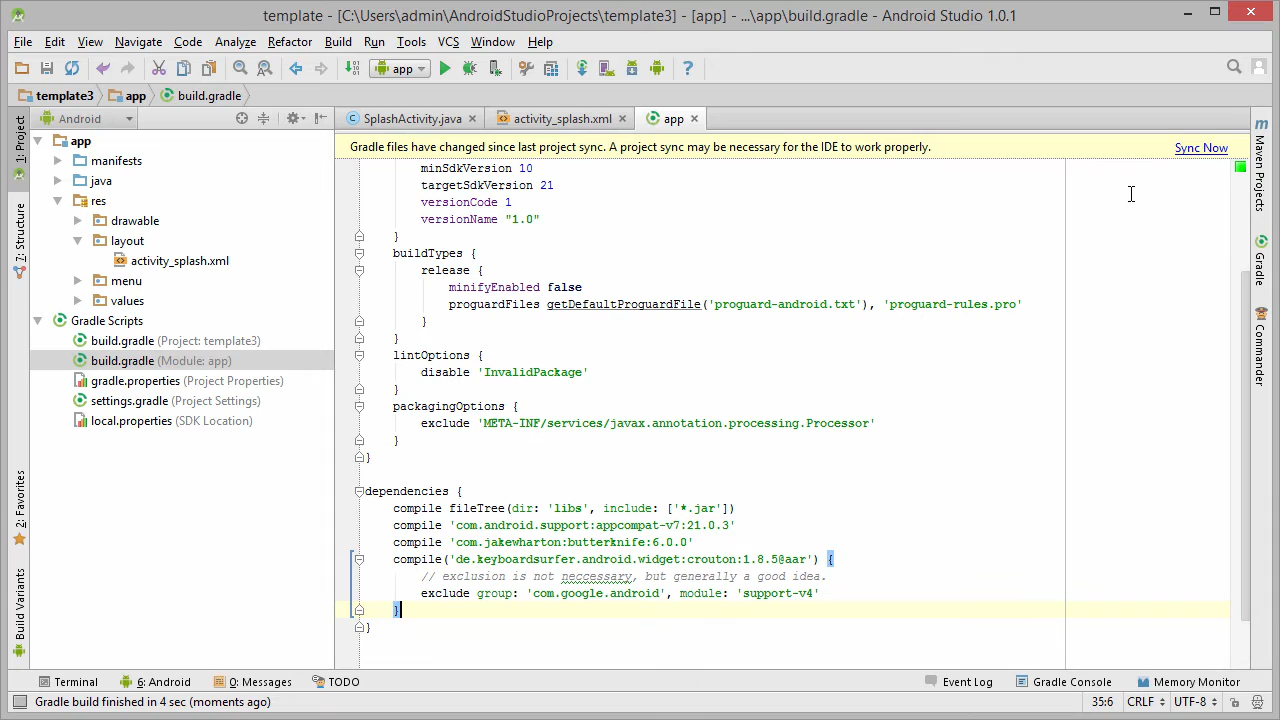 template - [C:\Users\admin\AndroidStudioProjects\template3] - [app] - ...\app\build.gradle - Android Studio 1.0.1
File Edit View Navigate Code Analyze Refactor Build Run Tools VCS Window Help
app
template3 app build.gradle
Android
SplashActivity.java activity_splash.xml app
1: Project
7: Structure
2: Favorites
Build Variants
app
manifests
java
res
drawable
layout
activity_splash.xml
menu
values
Gradle Scripts
build.gradle (Project: template3)
build.gradle (Module: app)
gradle.properties (Project Properties)
settings.gradle (Project Settings)
local.properties (SDK Location)
Gradle files have changed since last project sync. A project sync may be necessary for the IDE to work properly. Sync Now
minSdkVersion 10
targetSdkVersion 21
versionCode 1
versionName "1.0"
}
buildTypes {
release {
minifyEnabled false
proguardFiles getDefaultProguardFile('proguard-android.txt'), 'proguard-rules.pro'
}
}
lintOptions {
disable 'InvalidPackage'
}
packagingOptions {
exclude 'META-INF/services/javax.annotation.processing.Processor'
}
}
dependencies {
compile fileTree(dir: 'libs', include: ['*.jar'])
compile 'com.android.support:appcompat-v7:21.0.3'
compile 'com.jakewharton:butterknife:6.0.0'
compile('de.keyboardsurfer.android.widget:crouton:1.8.5@aar') {
// exclusion is not neccessary, but generally a good idea.
exclude group: 'com.google.android', module: 'support-v4'
}
}
m Maven Projects
Gradle
Commander
Terminal 6: Android 0: Messages TODO Event Log Gradle Console Memory Monitor
Gradle build finished in 4 sec (moments ago) 35:6 CRLF UTF-8